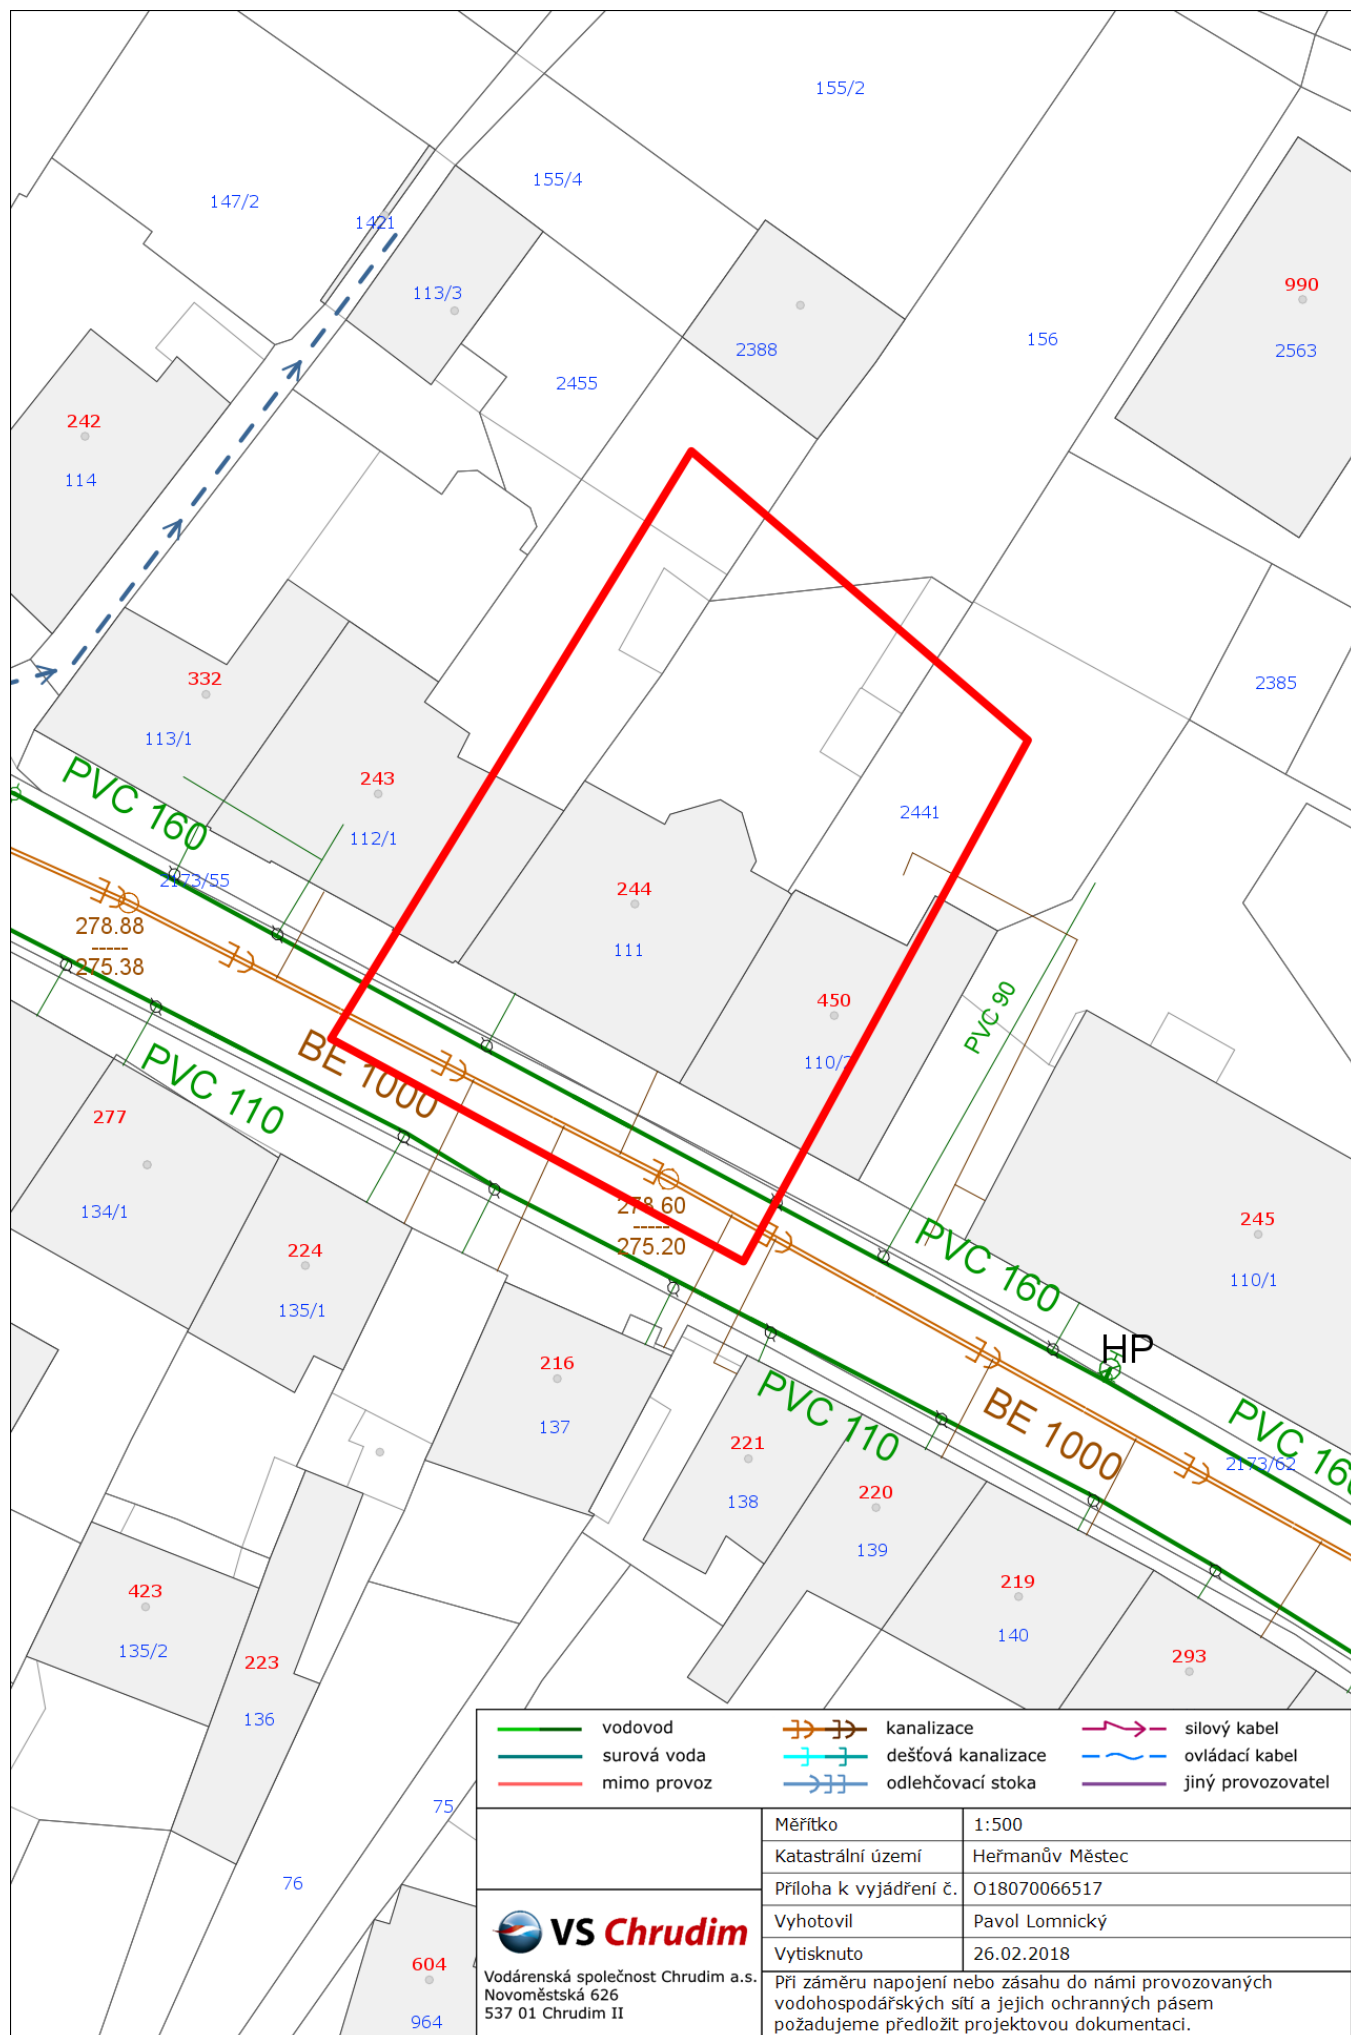 155/2
155/4
147/2
1421
990
113/3
156
2388
2563
2455
242
114
332
2385
113/1
PVC 160
243
2441
112/1
2173/55
244
278.88
-----
275.38
111
450
PVC 90
BE 1000
PVC 110
110/2
277
134/1
278.60
-----
275.20
245
PVC 160
224
110/1
135/1
HP
216
PVC 110
BE 1000
PVC 160
137
221
2173/62
138
220
139
423
219
140
135/2
223
293
136
75
76
604
964
vodovod
kanalizace
silový kabel
surová voda
dešťová kanalizace
ovládací kabel
mimo provoz
odlehčovací stoka
jiný provozovatel
Měřítko 1:500
Katastrální území Heřmanův Městec
Příloha k vyjádření č. O18070066517
Vyhotovil Pavol Lomnický
Vytisknuto 26.02.2018
VS Chrudim
Vodárenská společnost Chrudim a.s.
Novoměstská 626
537 01 Chrudim II
Při záměru napojení nebo zásahu do námi provozovaných
vodohospodářských sítí a jejich ochranných pásem
požadujeme předložit projektovou dokumentaci.